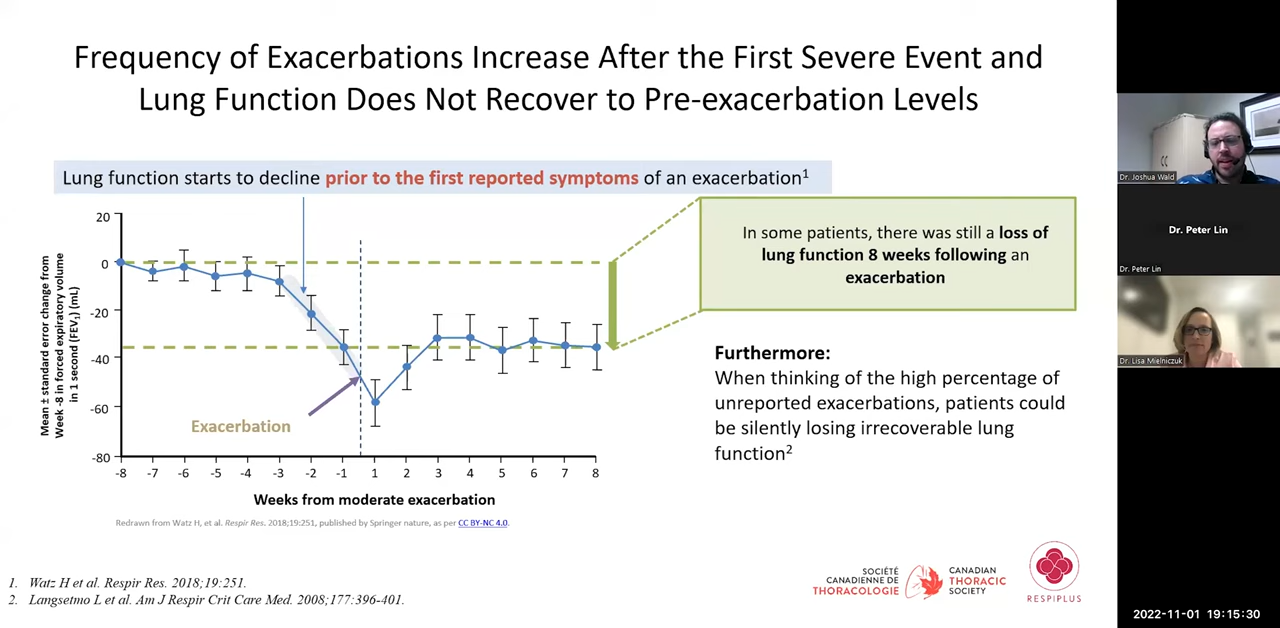 Frequency of Exacerbations Increase After the First Severe Event and
Lung Function Does Not Recover to Pre-exacerbation Levels
Lung function starts to decline prior to the first reported symptoms of an exacerbation1
20
0
-20
-40
-60
-80
Mean ± standard error change from
Week -8 in forced expiratory volume
in 1 second (FEV1) (mL)
Exacerbation
-8 -7 -6 -5 -4 -3 -2 -1 1 2 3 4 5 6 7 8
Weeks from moderate exacerbation
Redrawn from Watz H, et al. Respir Res. 2018;19:251, published by Springer nature, as per CC BY-NC 4.0.
In some patients, there was still a loss of
lung function 8 weeks following an
exacerbation
Furthermore:
When thinking of the high percentage of
unreported exacerbations, patients could
be silently losing irrecoverable lung
function2
1. Watz H et al. Respir Res. 2018;19:251.
2. Langsetmo L et al. Am J Respir Crit Care Med. 2008;177:396-401.
SOCIÉTÉ
CANADIENNE DE
THORACOLOGIE
CANADIAN
THORACIC
SOCIETY
RESPIPLUS
Dr. Joshua Wald
Dr. Peter Lin
Dr. Peter Lin
Dr. Lisa Mielniczuk
2022-11-01 19:15:30